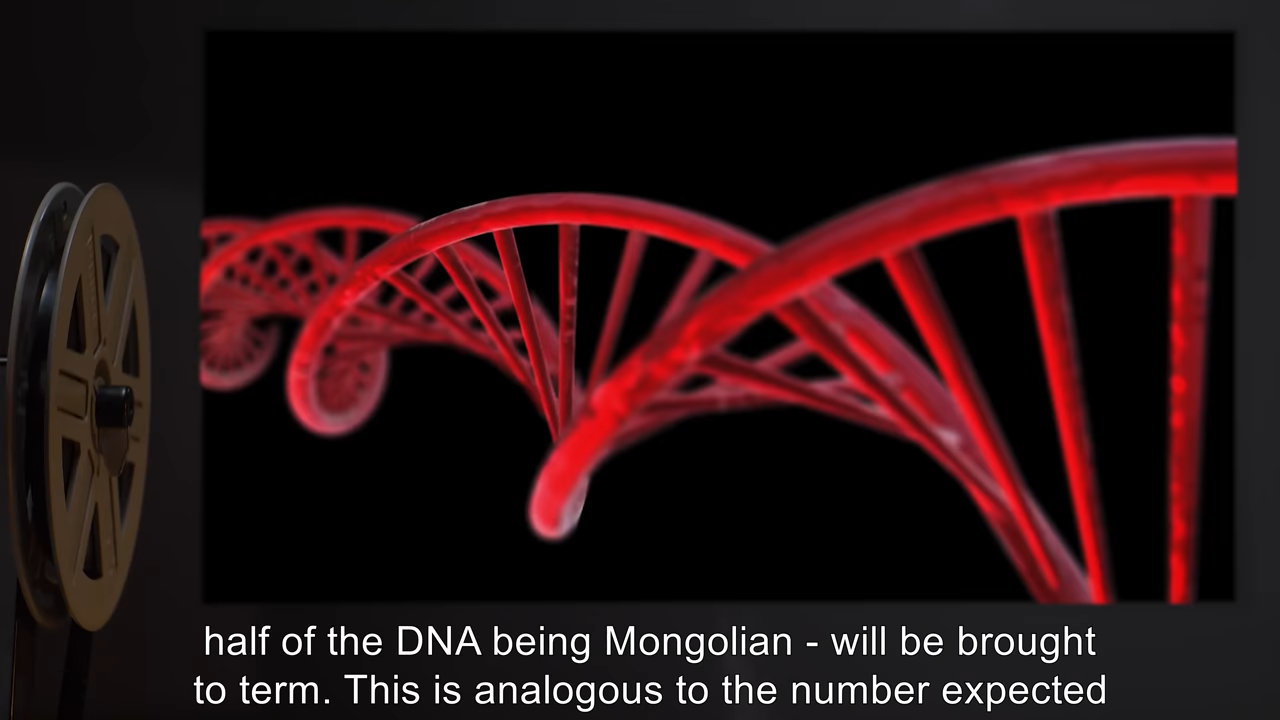 half of the DNA being Mongolian - will be brought
to term. This is analogous to the number expected